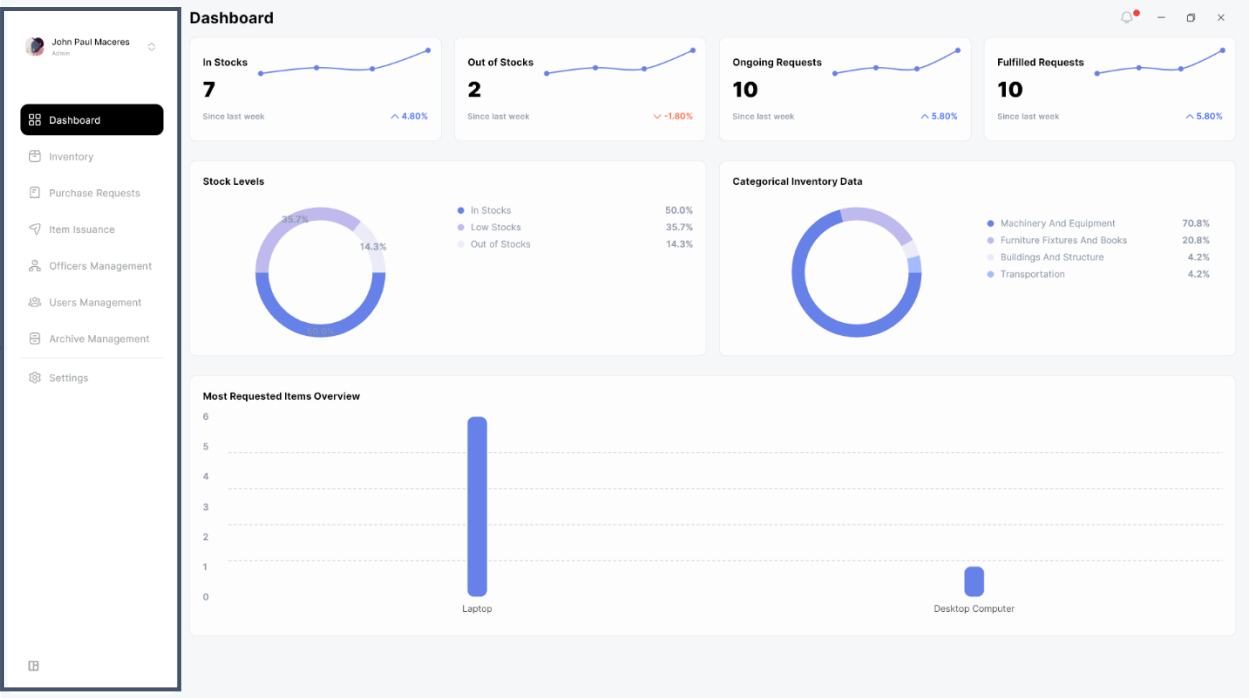 Dashboard
John Paul Maceres
Admin
Dashboard
Inventory
Purchase Requests
Item Issuance
Officers Management
Users Management
Archive Management
Settings
In Stocks
7
Since last week
4.80%
Out of Stocks
2
Since last week
-1.80%
Ongoing Requests
10
Since last week
5.80%
Fulfilled Requests
10
Since last week
5.80%
Stock Levels
35.7%
14.3%
50.0%
In Stocks 50.0%
Low Stocks 35.7%
Out of Stocks 14.3%
Categorical Inventory Data
Machinery And Equipment 70.8%
Furniture Fixtures And Books 20.8%
Buildings And Structure 4.2%
Transportation 4.2%
Most Requested Items Overview
6
5
4
3
2
1
0
Laptop
Desktop Computer